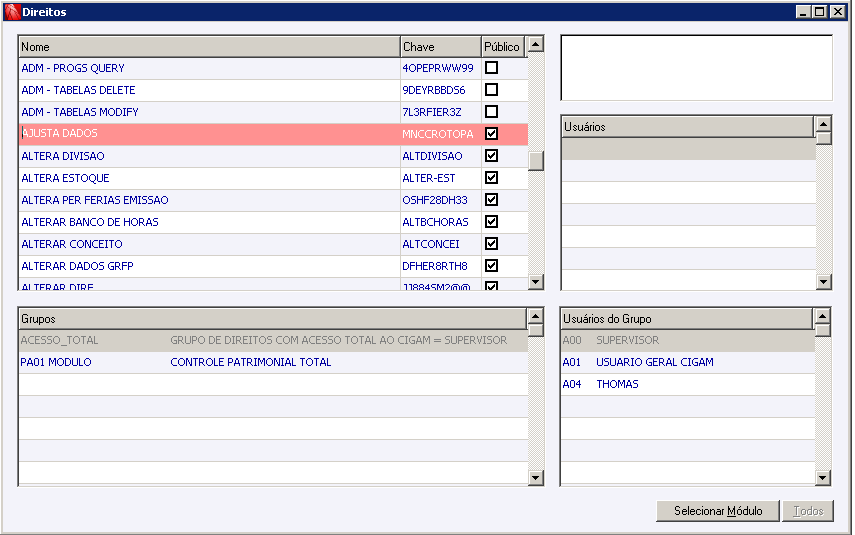 Direitos
Nome Chave Público
ADM - PROGS QUERY 4OPEPRWW99
ADM - TABELAS DELETE 9DEYRBBDS6
ADM - TABELAS MODIFY 7L3RFIER3Z
AJUSTA DADOS MNCCROTOPA
ALTERA DIVISAO ALTDIVISAO
ALTERA ESTOQUE ALTER-EST
ALTERA PER FERIAS EMISSAO OSHF28DH33
ALTERAR BANCO DE HORAS ALTBCHORAS
ALTERAR CONCEITO ALTCONCEI
ALTERAR DADOS GRFP DFHER8RTH8
ALTERAR DIRF JJ884SM2@@
Usuários
Grupos
ACESSO_TOTAL GRUPO DE DIREITOS COM ACESSO TOTAL AO CIGAM = SUPERVISOR
PA01 MODULO CONTROLE PATRIMONIAL TOTAL
Usuários do Grupo
A00 SUPERVISOR
A01 USUARIO GERAL CIGAM
A04 THOMAS
Selecionar Módulo Todos